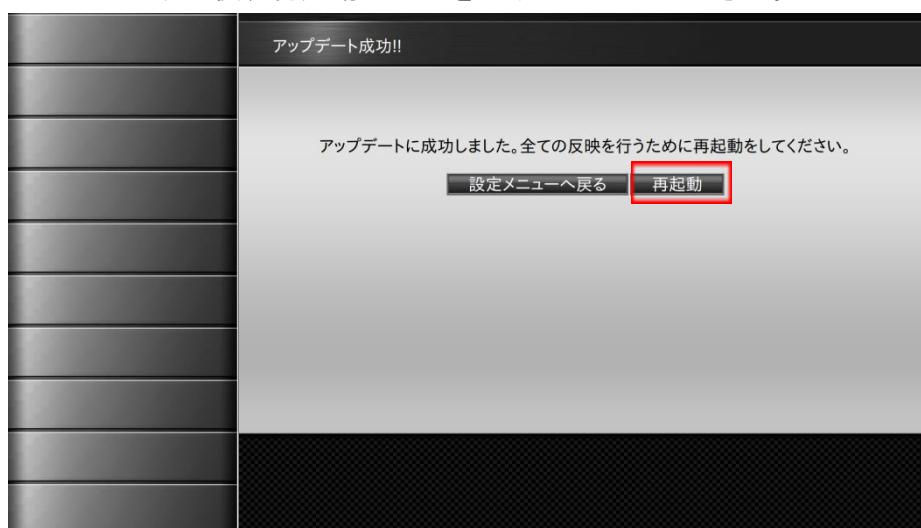 アップデート成功!!
アップデートに成功しました。全ての反映を行うために再起動をしてください。
設定メニューへ戻る 再起動